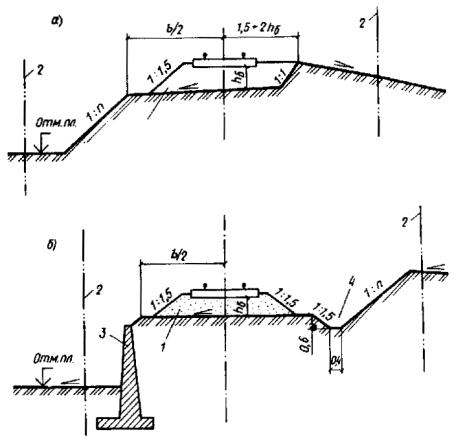 а)
b/2
1,5+2hб
2
2
1:1,5
hб
1:1
1:n
Отм.пл.
б)
2
b/2
2
1:1,5
hб
1:1,5
1:1,5
4
1:n
3
1
0,6
0,4
Отм.пл.